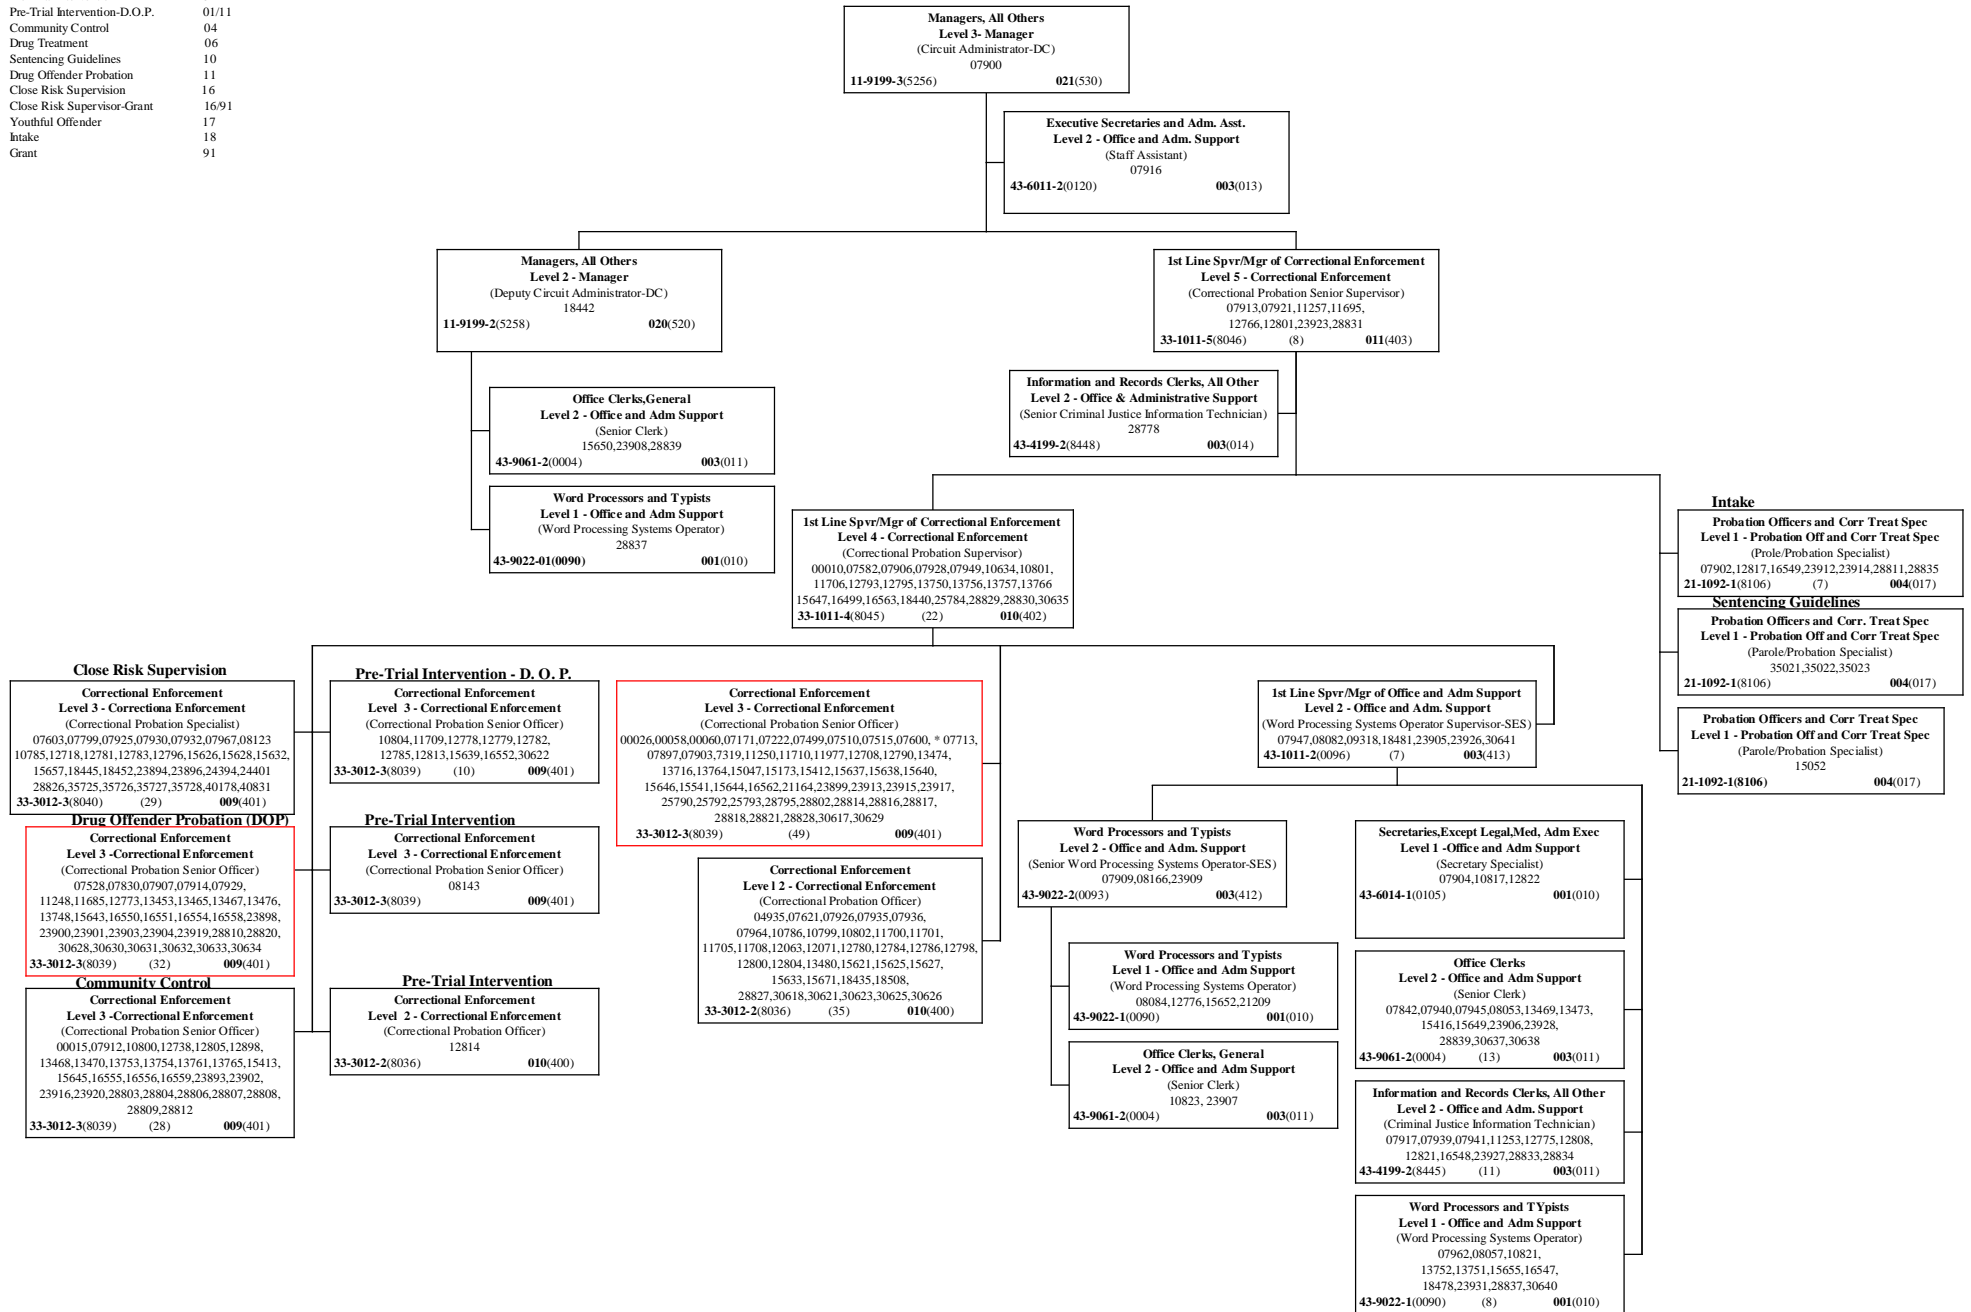 Pre-Trial Intervention-D.O.P. 01/11
Community Control 04
Drug Treatment 06
Sentencing Guidelines 10
Drug Offender Probation 11
Close Risk Supervision 16
Close Risk Supervisor-Grant 16/91
Youthful Offender 17
Intake 18
Grant 91
Managers, All Others
Level 3- Manager
(Circuit Administrator-DC)
07900
11-9199-3(5256) 021(530)
Executive Secretaries and Adm. Asst.
Level 2 - Office and Adm. Support
(Staff Assistant)
07916
43-6011-2(0120) 003(013)
Managers, All Others
Level 2 - Manager
(Deputy Circuit Administrator-DC)
18442
11-9199-2(5258) 020(520)
1st Line Spvr/Mgr of Correctional Enforcement
Level 5 - Correctional Enforcement
(Correctional Probation Senior Supervisor)
07913,07921,11257,11695,
12766,12801,23923,28831
33-1011-5(8046) (8) 011(403)
Office Clerks,General
Level 2 - Office and Adm Support
(Senior Clerk)
15650,23908,28839
43-9061-2(0004) 003(011)
Word Processors and Typists
Level 1 - Office and Adm Support
(Word Processing Systems Operator)
28837
43-9022-01(0090) 001(010)
Information and Records Clerks, All Other
Level 2 - Office & Administrative Support
(Senior Criminal Justice Information Technician)
28778
43-4199-2(8448) 003(014)
1st Line Spvr/Mgr of Correctional Enforcement
Level 4 - Correctional Enforcement
(Correctional Probation Supervisor)
00010,07582,07906,07928,07949,10634,10801,
11706,12793,12795,13750,13756,13757,13766
15647,16499,16563,18440,25784,28829,28830,30635
33-1011-4(8045) (22) 010(402)
Intake
Probation Officers and Corr Treat Spec
Level 1 - Probation Off and Corr Treat Spec
(Prole/Probation Specialist)
07902,12817,16549,23912,23914,28811,28835
21-1092-1(8106) (7) 004(017)
Sentencing Guidelines
Probation Officers and Corr. Treat Spec
Level 1 - Probation Off and Corr Treat Spec
(Parole/Probation Specialist)
35021,35022,35023
21-1092-1(8106) 004(017)
Probation Officers and Corr Treat Spec
Level 1 - Probation Off and Corr Treat Spec
(Parole/Probation Specialist)
15052
21-1092-1(8106) 004(017)
Close Risk Supervision
Correctional Enforcement
Level 3 - Correctiona Enforcement
(Correctional Probation Specialist)
07603,07799,07925,07930,07932,07967,08123
10785,12718,12781,12783,12796,15626,15628,15632,
15657,18445,18452,23894,23896,24394,24401
28826,35725,35726,35727,35728,40178,40831
33-3012-3(8040) (29) 009(401)
Drug Offender Probation (DOP)
Correctional Enforcement
Level 3 -Correctional Enforcement
(Correctional Probation Senior Officer)
07528,07830,07907,07914,07929,
11248,11685,12773,13453,13465,13467,13476,
13748,15643,16550,16551,16554,16558,23898,
23900,23901,23903,23904,23919,28810,28820,
30628,30630,30631,30632,30633,30634
33-3012-3(8039) (32) 009(401)
Community Control
Correctional Enforcement
Level 3 -Correctional Enforcement
(Correctional Probation Senior Officer)
00015,07912,10800,12738,12805,12898,
13468,13470,13753,13754,13761,13765,15413,
15645,16555,16556,16559,23893,23902,
23916,23920,28803,28804,28806,28807,28808,
28809,28812
33-3012-3(8039) (28) 009(401)
Pre-Trial Intervention - D. O. P.
Correctional Enforcement
Level 3 - Correctional Enforcement
(Correctional Probation Senior Officer)
10804,11709,12778,12779,12782,
12785,12813,15639,16552,30622
33-3012-3(8039) (10) 009(401)
Pre-Trial Intervention
Correctional Enforcement
Level 3 - Correctional Enforcement
(Correctional Probation Senior Officer)
08143
33-3012-3(8039) 009(401)
Pre-Trial Intervention
Correctional Enforcement
Level 2 - Correctional Enforcement
(Correctional Probation Officer)
12814
33-3012-2(8036) 010(400)
Correctional Enforcement
Level 3 - Correctional Enforcement
(Correctional Probation Senior Officer)
00026,00058,00060,07171,07222,07499,07510,07515,07600, * 07713,
07897,07903,7319,11250,11710,11977,12708,12790,13474,
13716,13764,15047,15173,15412,15637,15638,15640,
15646,15541,15644,16562,21164,23899,23913,23915,23917,
25790,25792,25793,28795,28802,28814,28816,28817,
28818,28821,28828,30617,30629
33-3012-3(8039) (49) 009(401)
Correctional Enforcement
Level 2 - Correctional Enforcement
(Correctional Probation Officer)
04935,07621,07926,07935,07936,
07964,10786,10799,10802,11700,11701,
11705,11708,12063,12071,12780,12784,12786,12798,
12800,12804,13480,15621,15625,15627,
15633,15671,18435,18508,
28827,30618,30621,30623,30625,30626
33-3012-2(8036) (35) 010(400)
1st Line Spvr/Mgr of Office and Adm Support
Level 2 - Office and Adm. Support
(Word Processing Systems Operator Supervisor-SES)
07947,08082,09318,18481,23905,23926,30641
43-1011-2(0096) (7) 003(413)
Word Processors and Typists
Level 2 - Office and Adm. Support
(Senior Word Processing Systems Operator-SES)
07909,08166,23909
43-9022-2(0093) 003(412)
Word Processors and Typists
Level 1 - Office and Adm Support
(Word Processing Systems Operator)
08084,12776,15652,21209
43-9022-1(0090) 001(010)
Office Clerks, General
Level 2 - Office and Adm Support
(Senior Clerk)
10823, 23907
43-9061-2(0004) 003(011)
Secretaries,Except Legal,Med, Adm Exec
Level 1 -Office and Adm Support
(Secretary Specialist)
07904,10817,12822
43-6014-1(0105) 001(010)
Office Clerks
Level 2 - Office and Adm Support
(Senior Clerk)
07842,07940,07945,08053,13469,13473,
15416,15649,23906,23928,
28839,30637,30638
43-9061-2(0004) (13) 003(011)
Information and Records Clerks, All Other
Level 2 - Office and Adm. Support
(Criminal Justice Information Technician)
07917,07939,07941,11253,12775,12808,
12821,16548,23927,28833,28834
43-4199-2(8445) (11) 003(011)
Word Processors and TYpists
Level 1 - Office and Adm Support
(Word Processing Systems Operator)
07962,08057,10821,
13752,13751,15655,16547,
18478,23931,28837,30640
43-9022-1(0090) (8) 001(010)